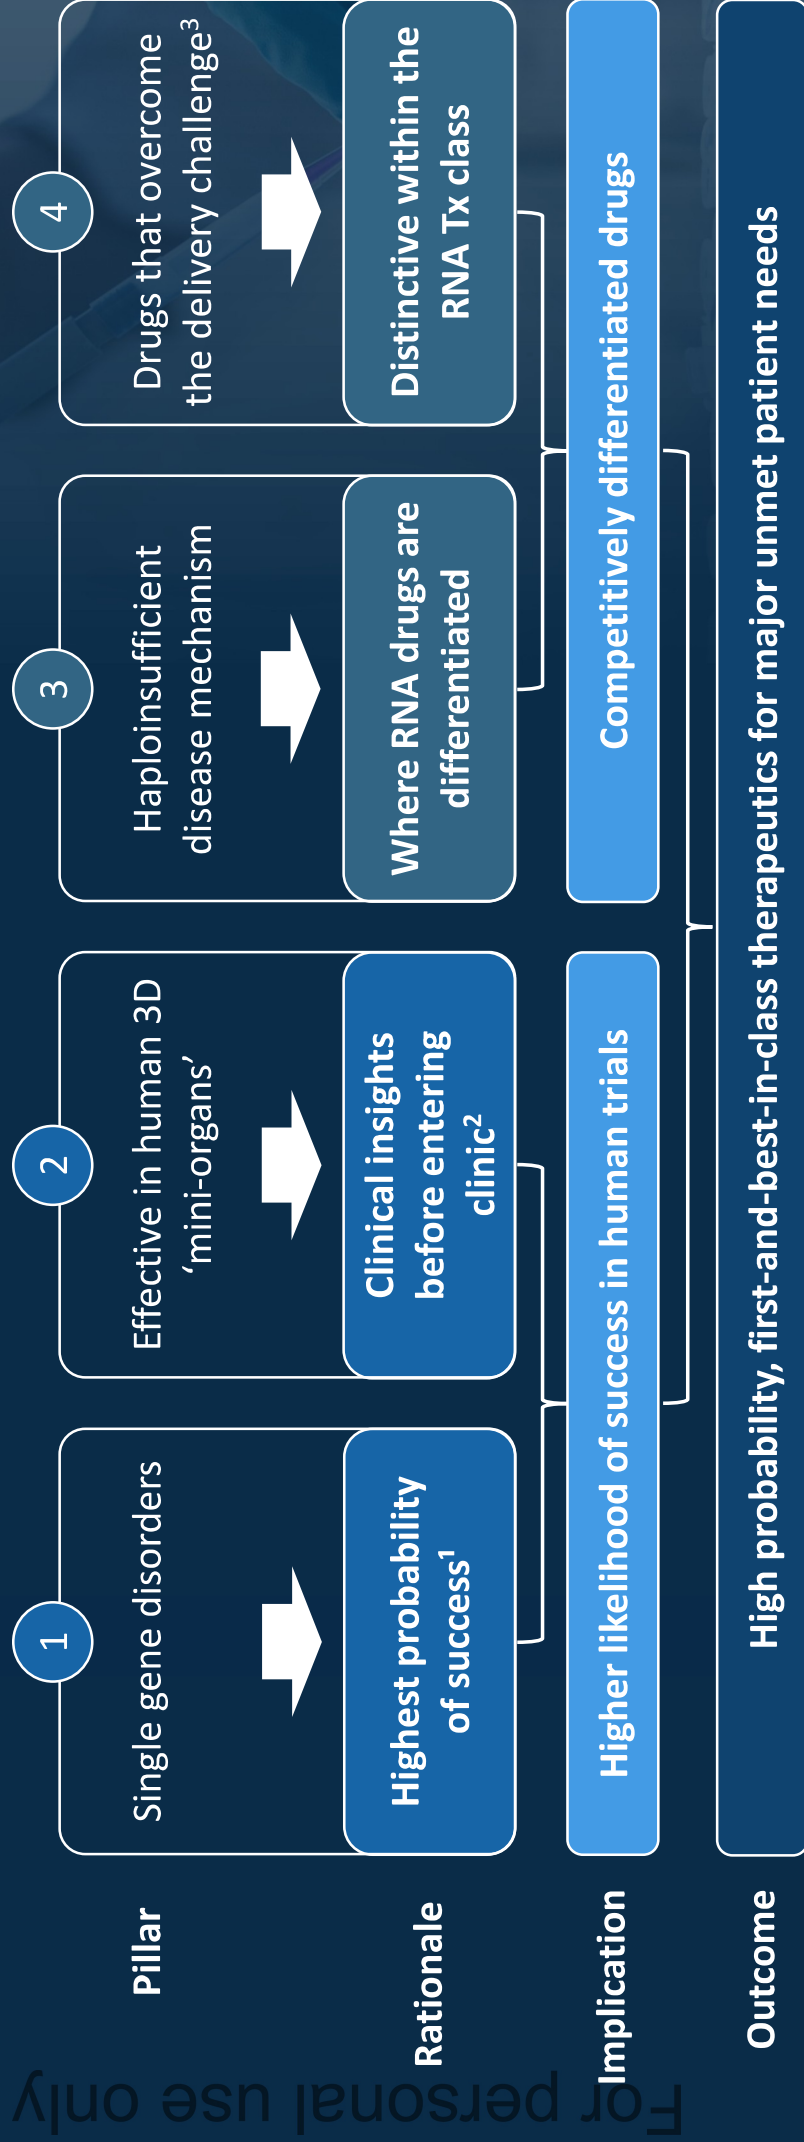 For personal use only
Pillar
1
Single gene disorders
2
Effective in human 3D
‘mini-organs’
3
Haploinsufficient
disease mechanism
4
Drugs that overcome
the delivery challenge³
Rationale
Highest probability
of success¹
Clinical insights
before entering
clinic²
Where RNA drugs are
differentiated
Distinctive within the
RNA Tx class
Implication
Higher likelihood of success in human trials
Competitively differentiated drugs
Outcome
High probability, first-and-best-in-class therapeutics for major unmet patient needs